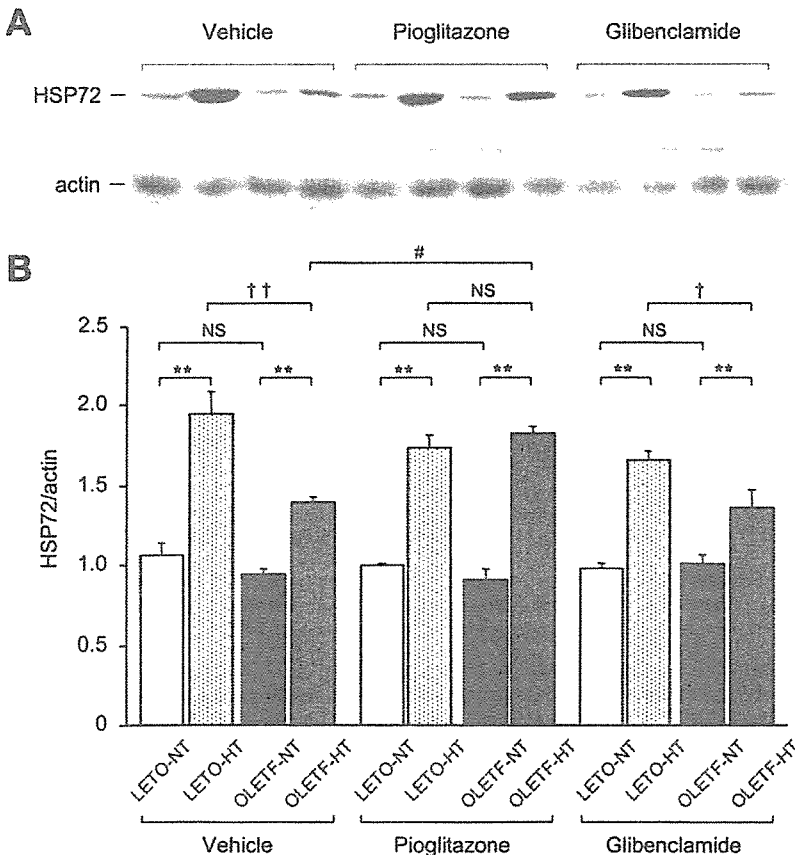 A
Vehicle Pioglitazone Glibenclamide
HSP72
actin
B
#
†† NS †
NS NS NS
** ** ** ** ** **
2.5
2.0
1.5
1.0
0.5
0
HSP72/actin
LETO-NT LETO-HT OLETF-NT OLETF-HT LETO-NT LETO-HT OLETF-NT OLETF-HT LETO-NT LETO-HT OLETF-NT OLETF-HT
Vehicle Pioglitazone Glibenclamide